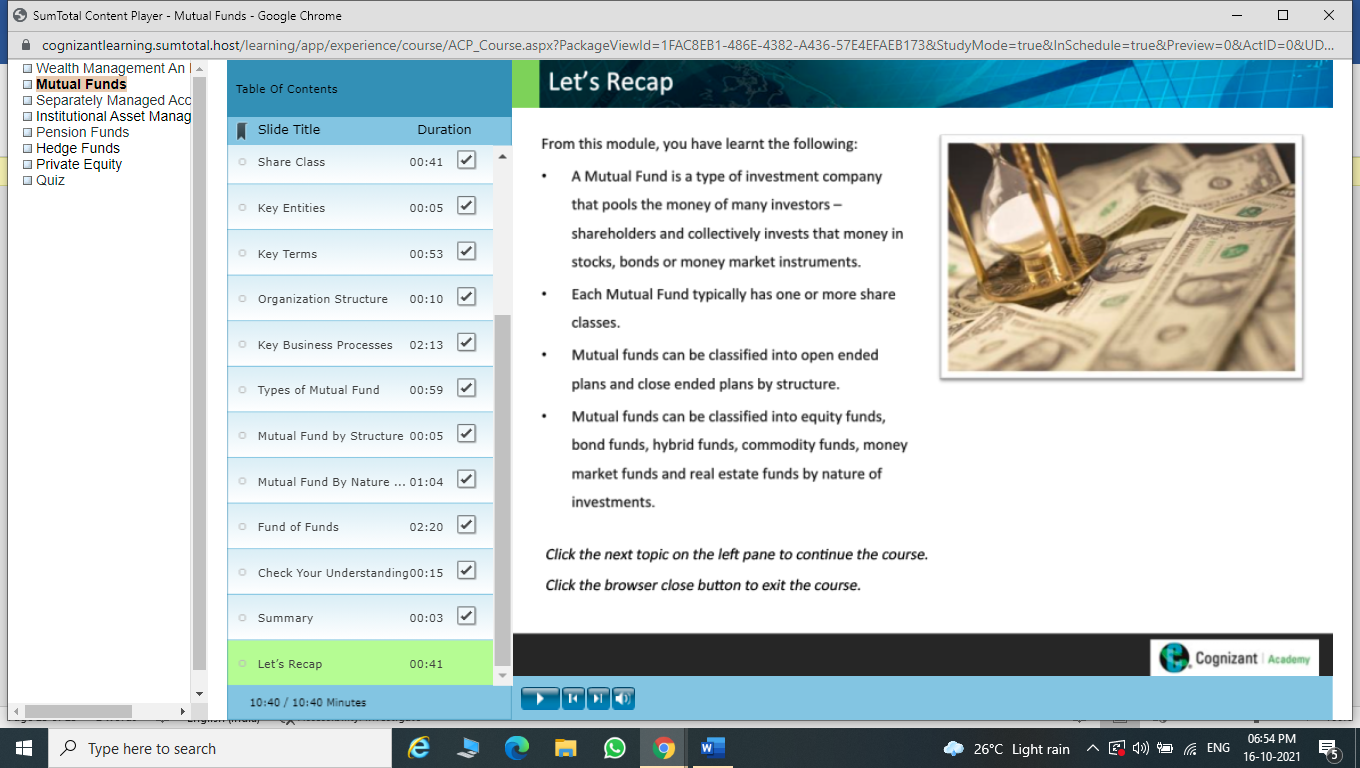 SumTotal Content Player - Mutual Funds - Google Chrome
cognizantlearning.sumtotal.host/learning/app/experience/course/ACP_Course.aspx?PackageViewId=1FAC8EB1-486E-4382-A436-57E4EFAEB173&StudyMode=true&InSchedule=true&Preview=0&ActID=0&UD...
Wealth Management An I
Mutual Funds
Separately Managed Acc
Institutional Asset Manag
Pension Funds
Hedge Funds
Private Equity
Quiz
Table Of Contents
Slide Title Duration
Share Class 00:41
Key Entities 00:05
Key Terms 00:53
Organization Structure 00:10
Key Business Processes 02:13
Types of Mutual Fund 00:59
Mutual Fund by Structure 00:05
Mutual Fund By Nature ... 01:04
Fund of Funds 02:20
Check Your Understanding 00:15
Summary 00:03
Let's Recap 00:41
10:40 / 10:40 Minutes
Let's Recap
From this module, you have learnt the following:
• A Mutual Fund is a type of investment company
that pools the money of many investors –
shareholders and collectively invests that money in
stocks, bonds or money market instruments.
• Each Mutual Fund typically has one or more share
classes.
• Mutual funds can be classified into open ended
plans and close ended plans by structure.
• Mutual funds can be classified into equity funds,
bond funds, hybrid funds, commodity funds, money
market funds and real estate funds by nature of
investments.
Click the next topic on the left pane to continue the course.
Click the browser close button to exit the course.
Cognizant | Academy
Type here to search
26°C Light rain
ENG
06:54 PM
16-10-2021
5